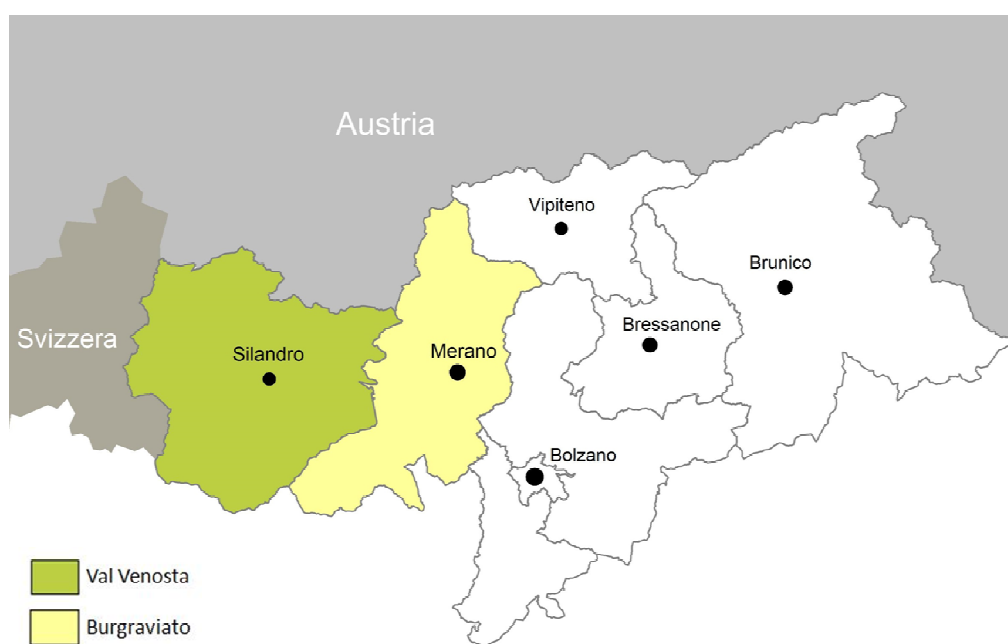 Austria
Vipiteno
Brunico
Svizzera
Bressanone
Silandro
Merano
Bolzano
Val Venosta
Burgraviato